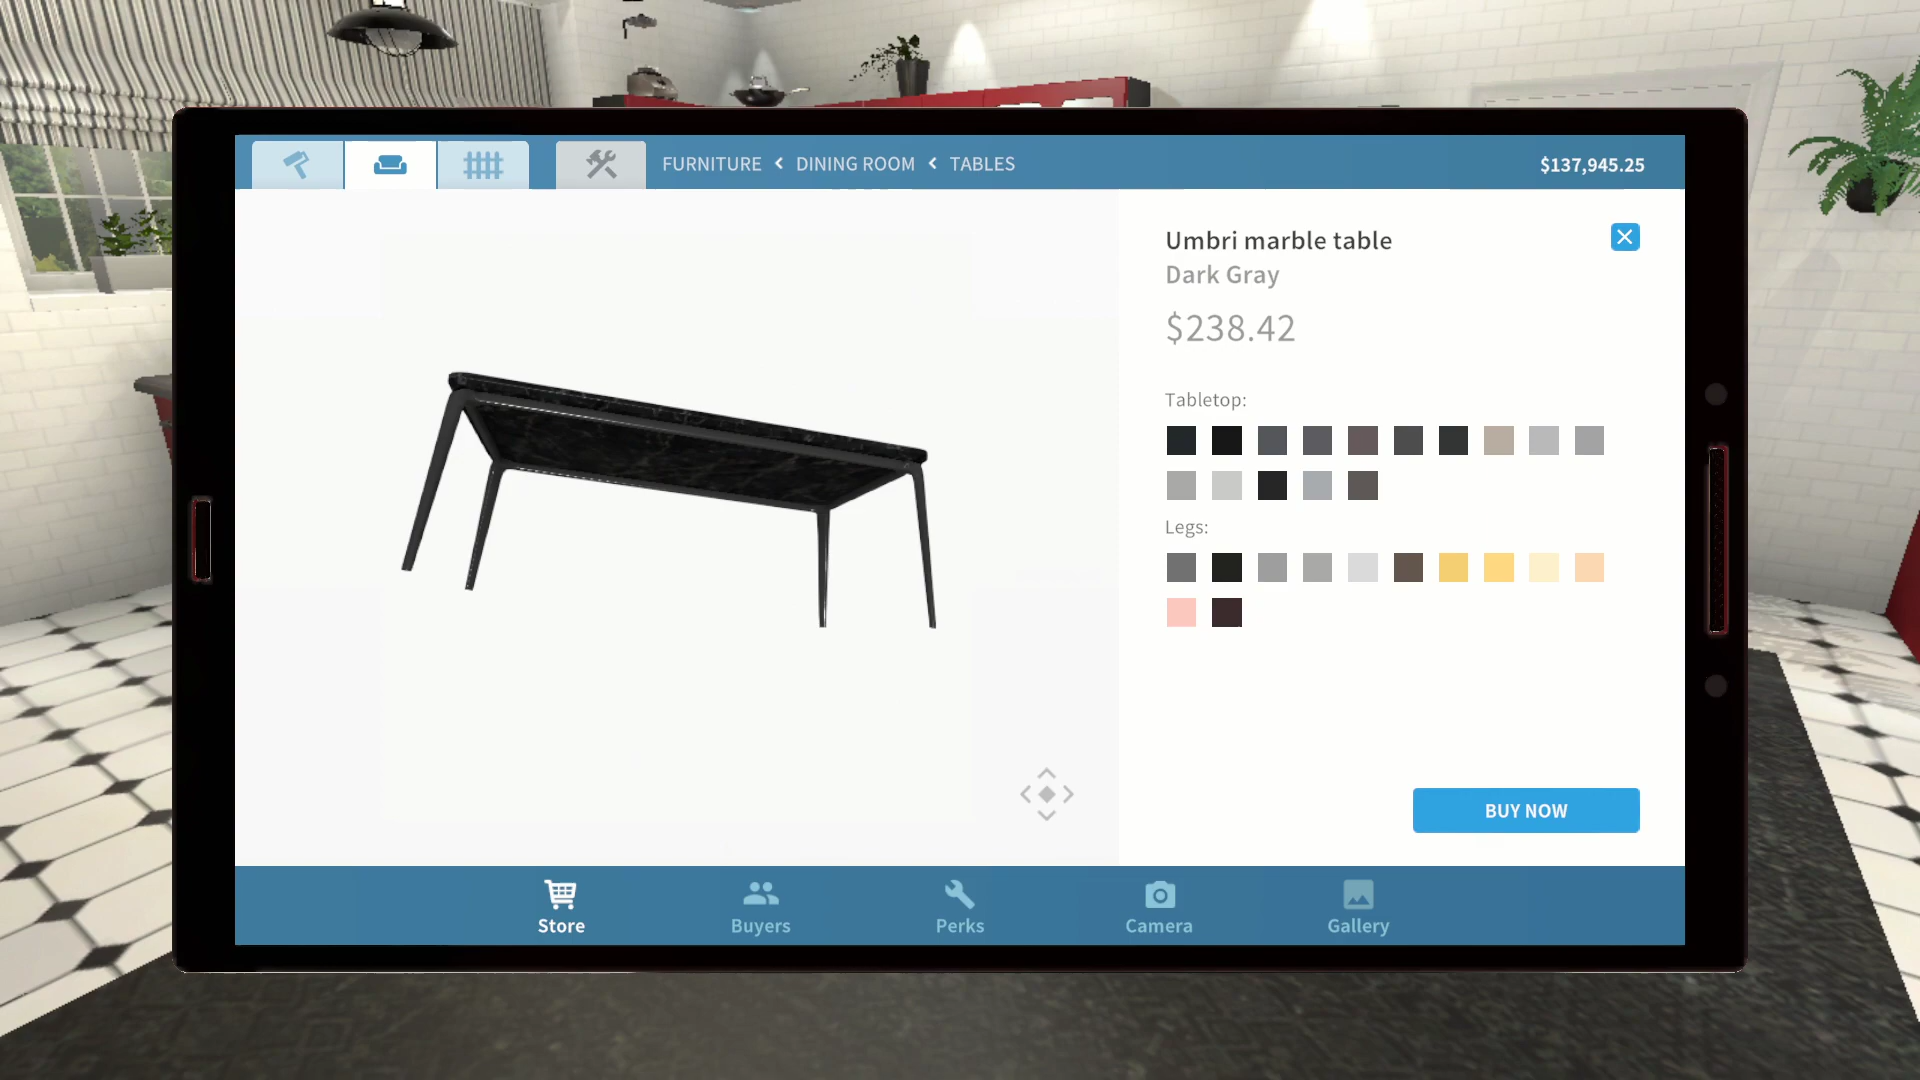 FURNITURE < DINING ROOM < TABLES
$137,945.25
Umbri marble table
Dark Gray
$238.42
Tabletop:
Legs:
BUY NOW
Store
Buyers
Perks
Camera
Gallery